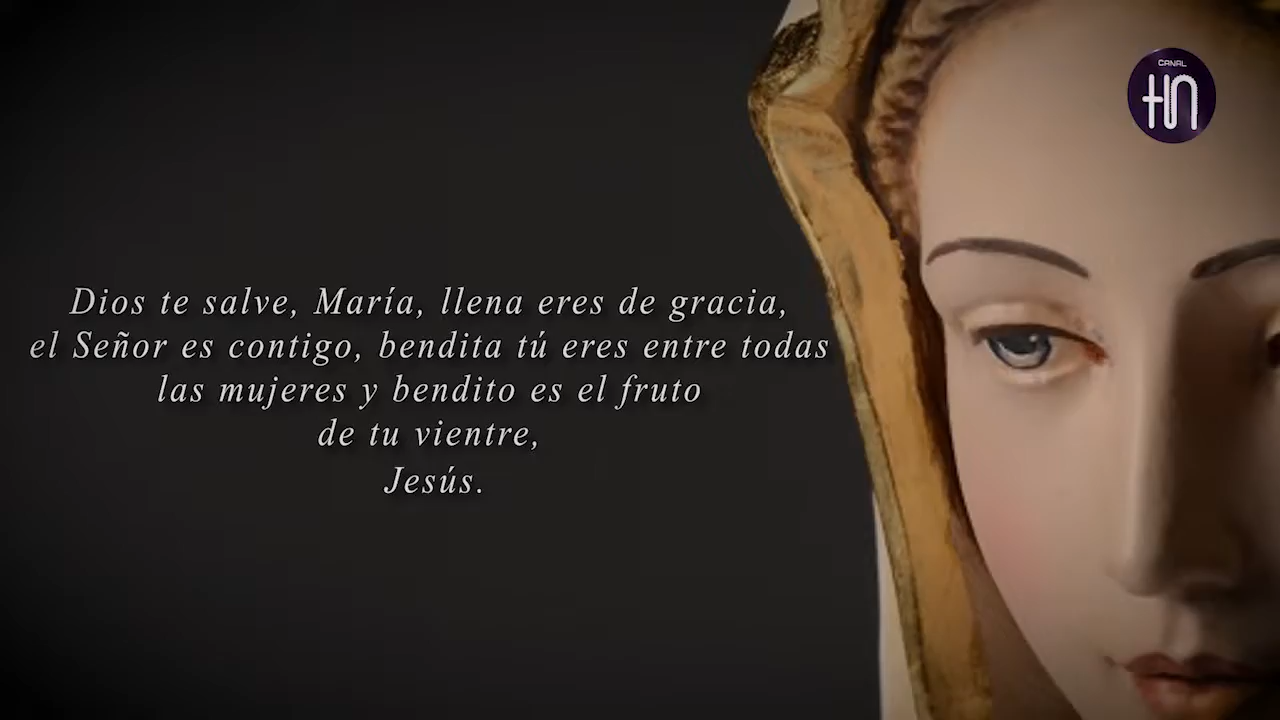 CANAL
HN
Dios te salve, María, llena eres de gracia,
el Señor es contigo, bendita tú eres entre todas
las mujeres y bendito es el fruto
de tu vientre,
Jesús.